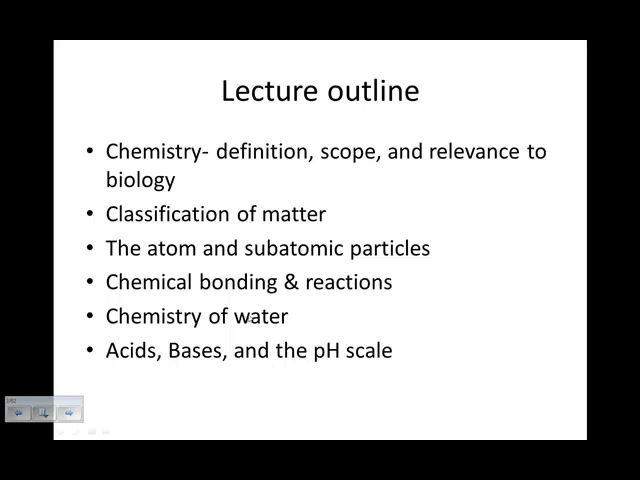 Lecture outline
• Chemistry- definition, scope, and relevance to
biology
• Classification of matter
• The atom and subatomic particles
• Chemical bonding & reactions
• Chemistry of water
• Acids, Bases, and the pH scale